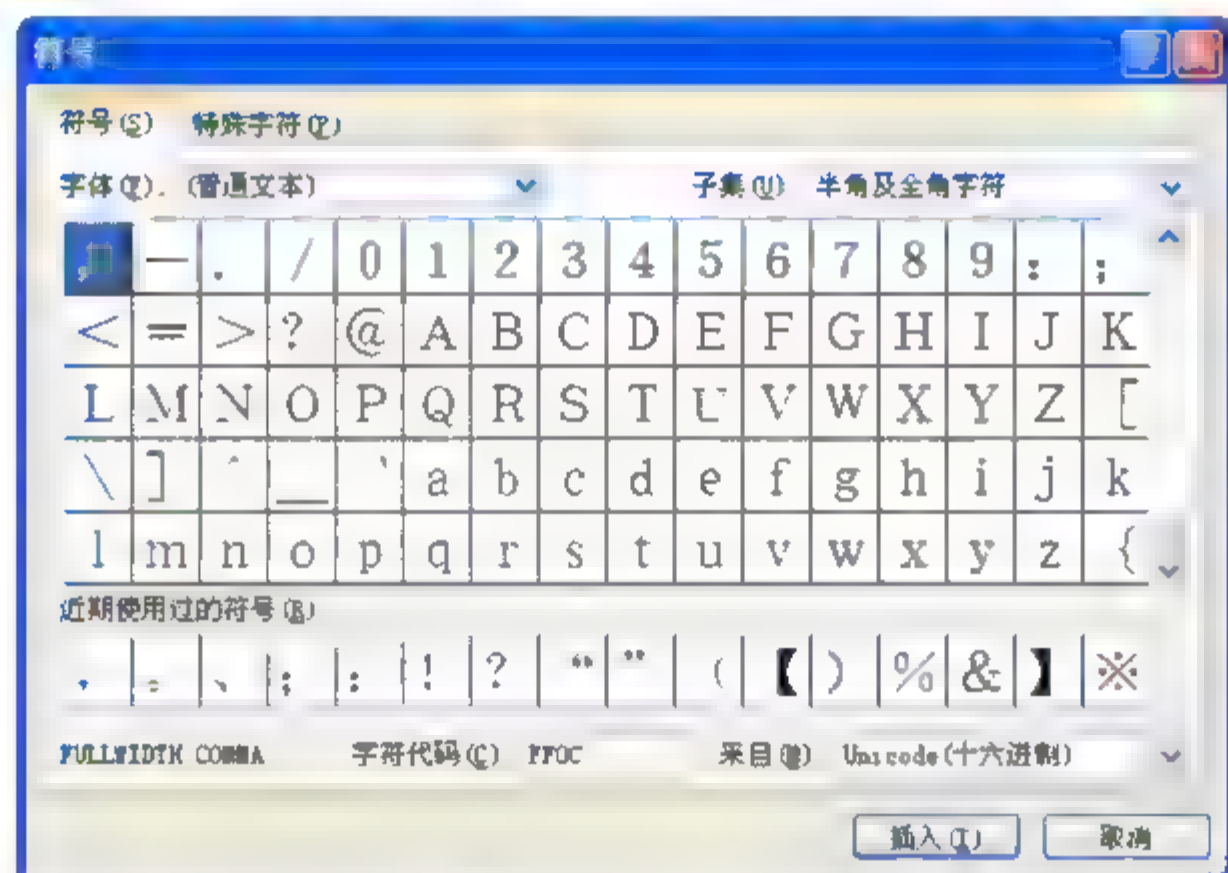 符号
符号(S) 特殊字符(P)
字体(F): (普通文本) 子集(U) 半角及全角字符
, — . / 0 1 2 3 4 5 6 7 8 9 : ;
< = > ? @ A B C D E F G H I J K
L M N O P Q R S T U V W X Y Z [
\ ] ^ _ ` a b c d e f g h i j k
l m n o p q r s t u v w x y z {
近期使用过的符号(R)
, 。 、 ; : ! ? “ ” ( 【 ) % & 】 ※
FULLWIDTH COMMA 字符代码(C) FF0C 来自(M) Unicode(十六进制)
插入(I) 取消